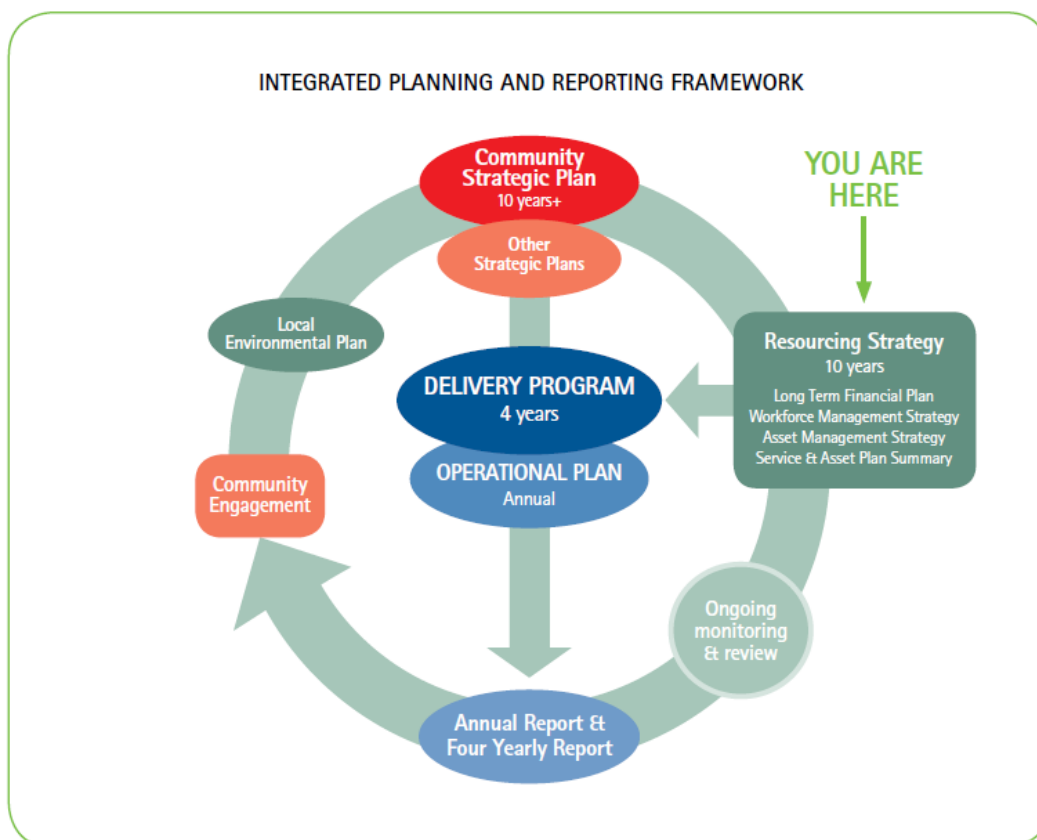 INTEGRATED PLANNING AND REPORTING FRAMEWORK
Community
Strategic Plan
10 years+
Other
Strategic Plans
YOU ARE
HERE
Local
Environmental Plan
Resourcing Strategy
10 years
Long Term Financial Plan
Workforce Management Strategy
Asset Management Strategy
Service & Asset Plan Summary
DELIVERY PROGRAM
4 years
OPERATIONAL PLAN
Annual
Community
Engagement
Ongoing
monitoring
& review
Annual Report &
Four Yearly Report